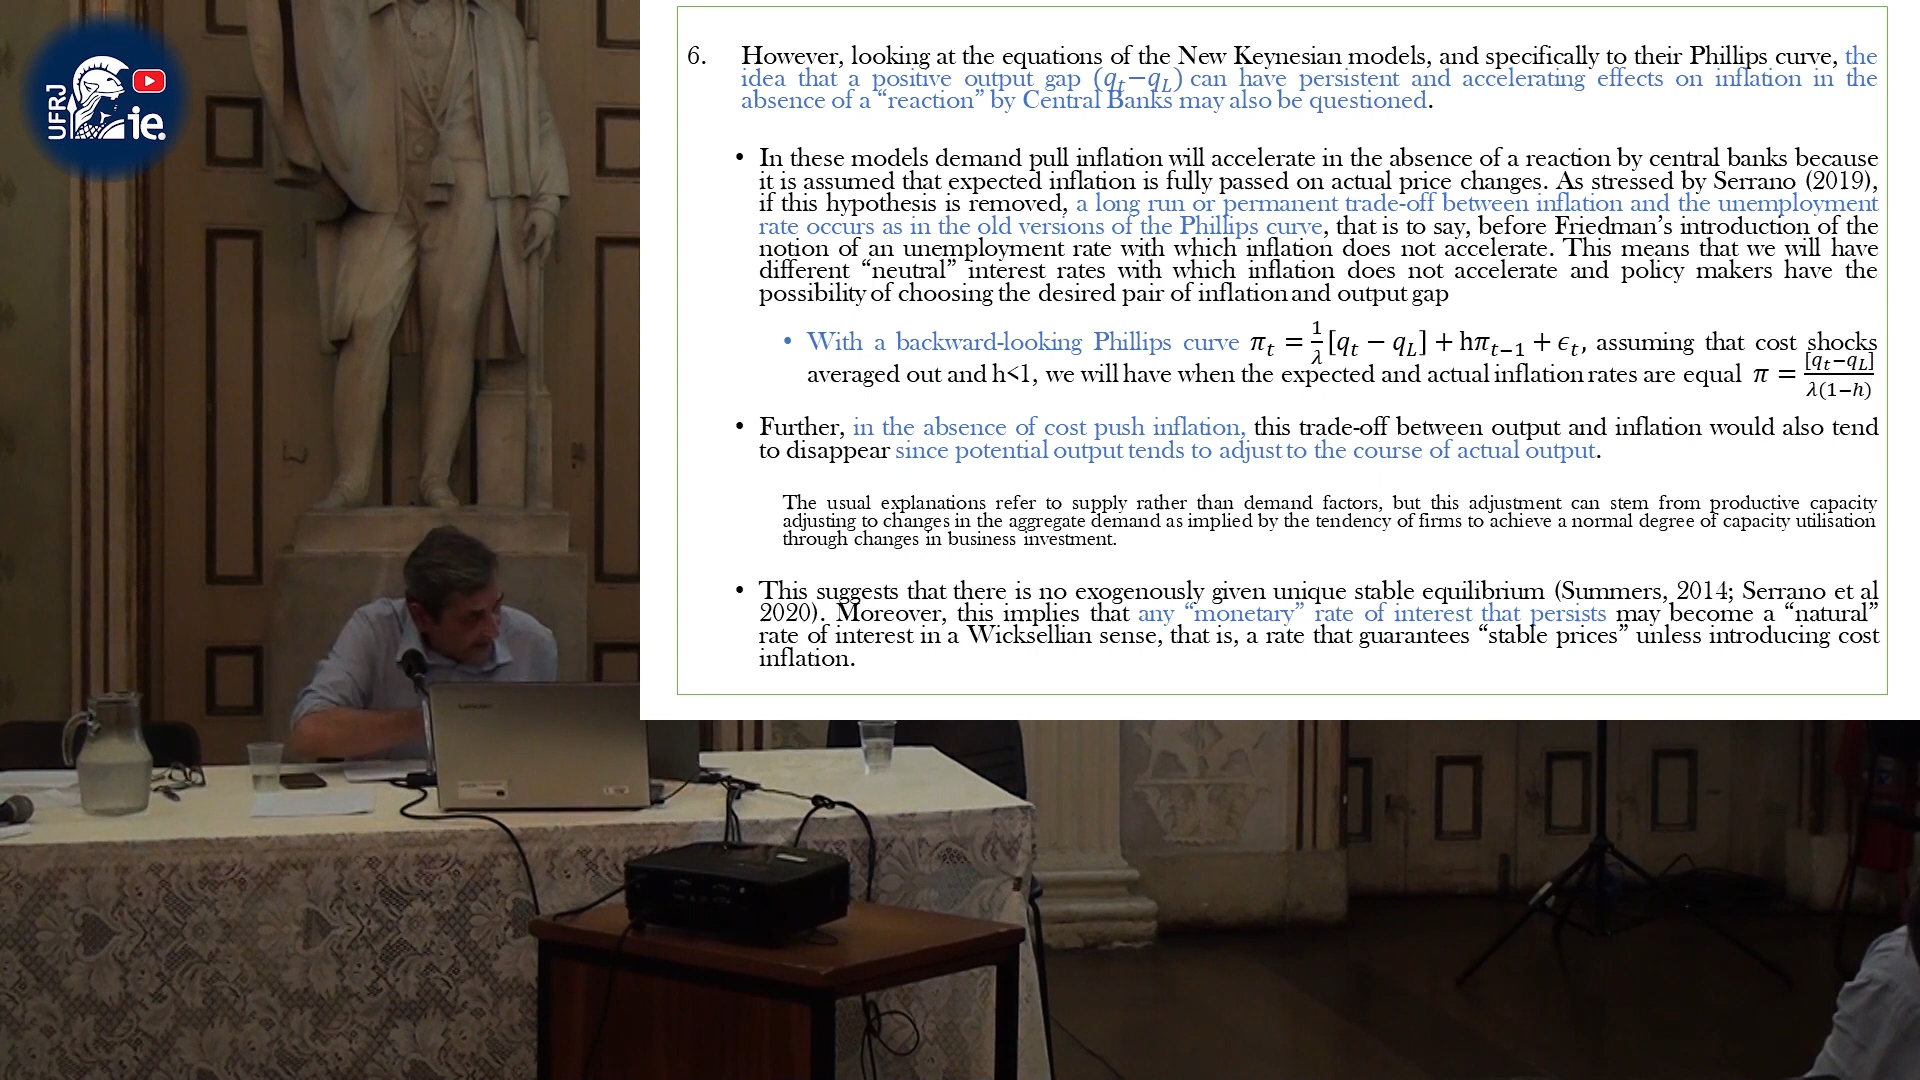 UFRJ
ie.
6. However, looking at the equations of the New Keynesian models, and specifically to their Phillips curve, the
idea that a positive output gap (qₜ−q_L) can have persistent and accelerating effects on inflation in the
absence of a “reaction” by Central Banks may also be questioned.
• In these models demand pull inflation will accelerate in the absence of a reaction by central banks because
it is assumed that expected inflation is fully passed on actual price changes. As stressed by Serrano (2019),
if this hypothesis is removed, a long run or permanent trade-off between inflation and the unemployment
rate occurs as in the old versions of the Phillips curve, that is to say, before Friedman’s introduction of the
notion of an unemployment rate with which inflation does not accelerate. This means that we will have
different “neutral” interest rates with which inflation does not accelerate and policy makers have the
possibility of choosing the desired pair of inflation and output gap
• With a backward-looking Phillips curve πₜ = 1/λ [qₜ − q_L] + hπₜ₋₁ + ϵₜ, assuming that cost shocks
averaged out and h<1, we will have when the expected and actual inflation rates are equal π = [qₜ−q_L]/λ(1−h)
• Further, in the absence of cost push inflation, this trade-off between output and inflation would also tend
to disappear since potential output tends to adjust to the course of actual output.
The usual explanations refer to supply rather than demand factors, but this adjustment can stem from productive capacity
adjusting to changes in the aggregate demand as implied by the tendency of firms to achieve a normal degree of capacity utilisation
through changes in business investment.
• This suggests that there is no exogenously given unique stable equilibrium (Summers, 2014; Serrano et al
2020). Moreover, this implies that any “monetary” rate of interest that persists may become a “natural”
rate of interest in a Wicksellian sense, that is, a rate that guarantees “stable prices” unless introducing cost
inflation.
Lenovo